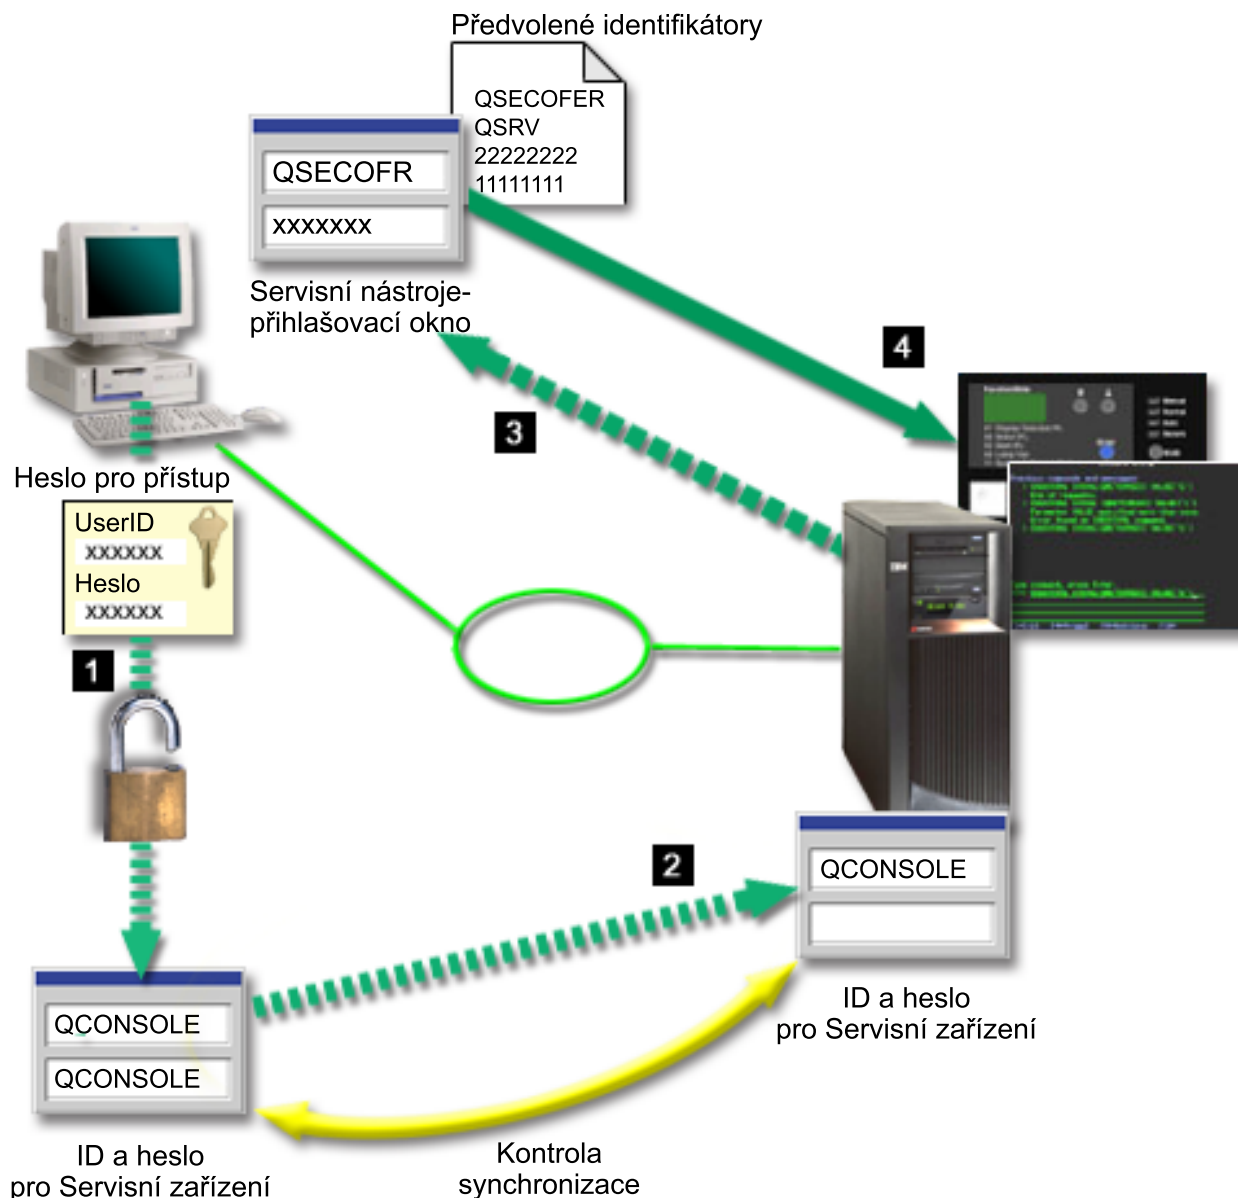 Předvolené identifikátory
QSECOFER
QSRV
22222222
11111111
QSECOFR
xxxxxxx
Servisní nástroje-
přihlašovací okno
4
3
Heslo pro přístup
UserID
xxxxxx
Heslo
xxxxxx
1
IBM
2
QCONSOLE
ID a heslo
pro Servisní zařízení
QCONSOLE
QCONSOLE
ID a heslo
pro Servisní zařízení
Kontrola
synchronizace